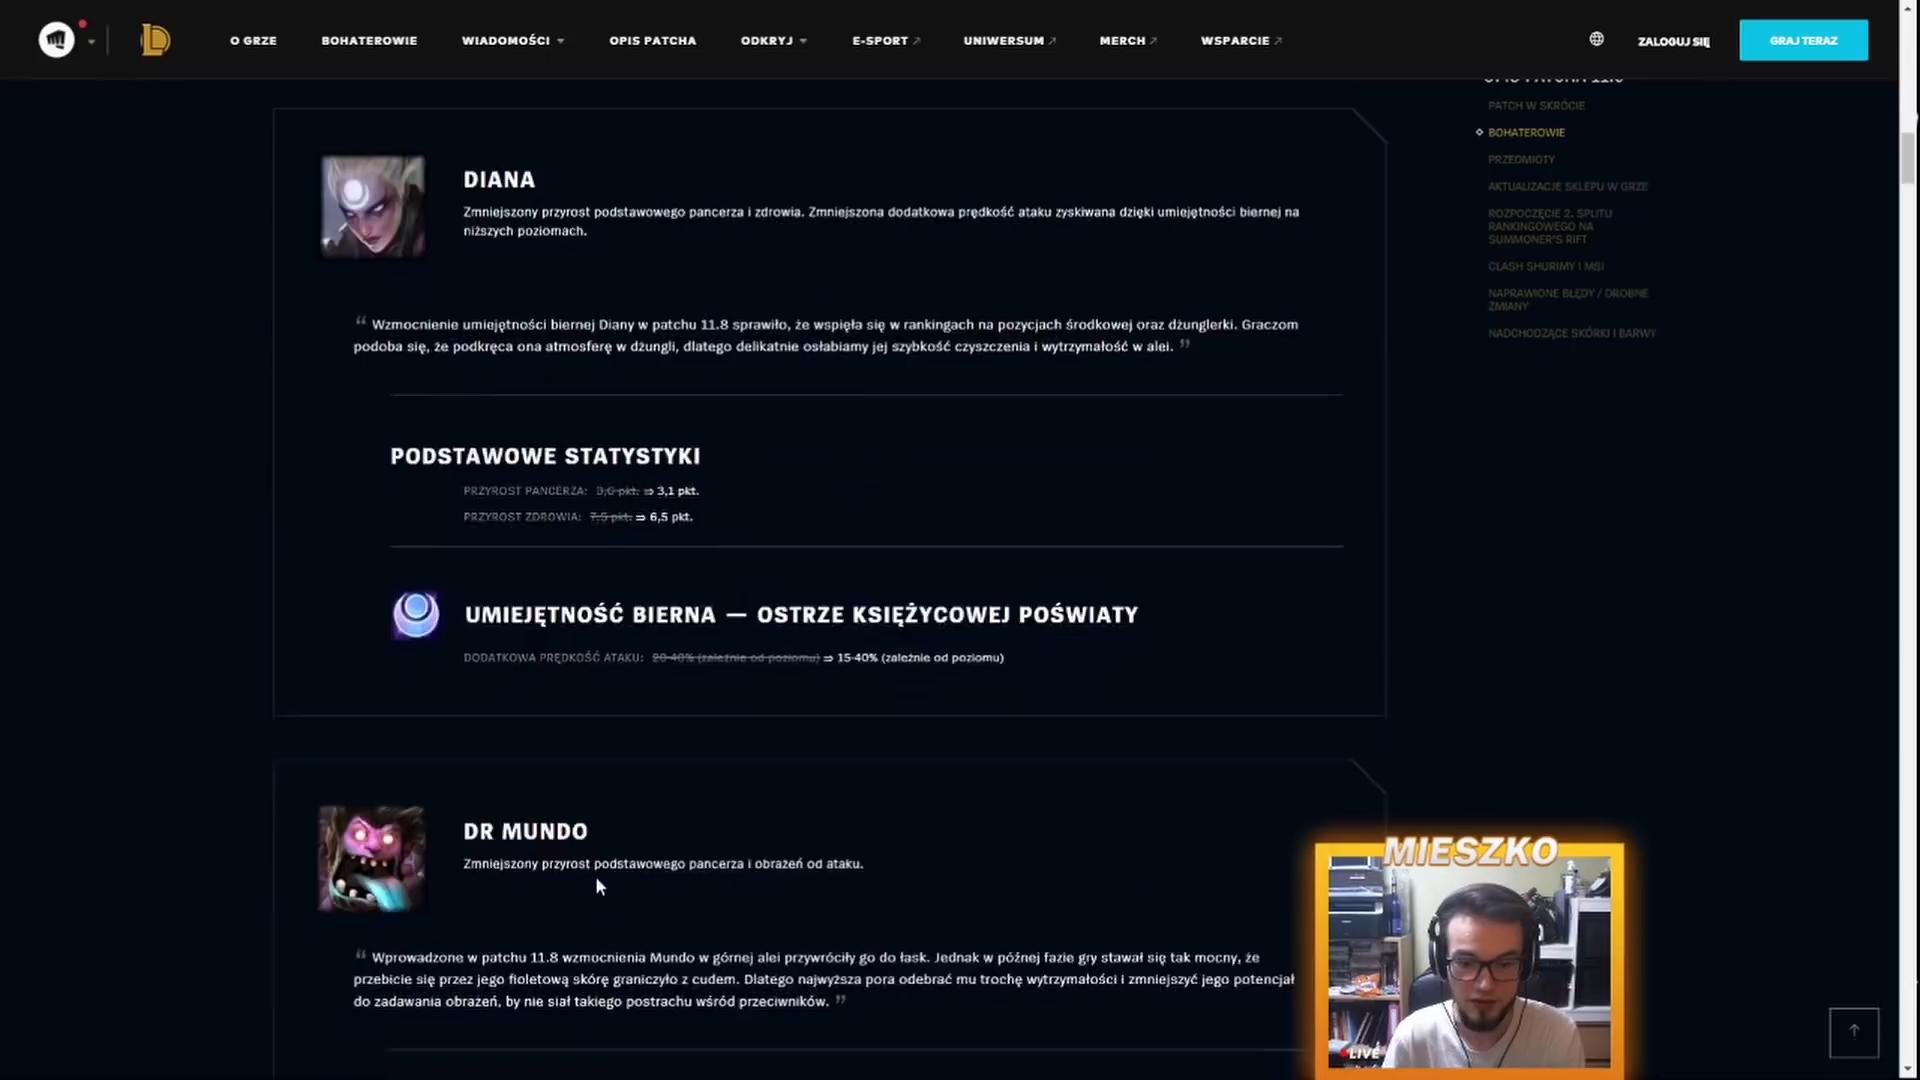 O GRZE
BOHATEROWIE
WIADOMOŚCI
OPIS PATCHA
ODKRYJ
E-SPORT
UNIWERSUM
MERCH
WSPARCIE
ZALOGUJ SIĘ
GRAJ TERAZ
PATCH W SKRÓCIE
BOHATEROWIE
PRZEDMIOTY
AKTUALIZACJE SKLEPU W GRZE
ROZPOCZĘCIE 2. SPLITU
RANKINGOWEGO NA
SUMMONER'S RIFT
CLASH SHURIMY I MSI
NAPRAWIONE BŁĘDY / DROBNE
ZMIANY
NADCHODZĄCE SKÓRKI I BARWY
DIANA
Zmniejszony przyrost podstawowego pancerza i zdrowia. Zmniejszona dodatkowa prędkość ataku zyskiwana dzięki umiejętności biernej na
niższych poziomach.
“ Wzmocnienie umiejętności biernej Diany w patchu 11.8 sprawiło, że wspięła się w rankingach na pozycjach środkowej oraz dżunglerki. Graczom
podoba się, że podkręca ona atmosferę w dżungli, dlatego delikatnie osłabiamy jej szybkość czyszczenia i wytrzymałość w alei. ”
PODSTAWOWE STATYSTYKI
PRZYROST PANCERZA: 3,6 pkt. ⇒ 3,1 pkt.
PRZYROST ZDROWIA: 7,5 pkt. ⇒ 6,5 pkt.
UMIEJĘTNOŚĆ BIERNA — OSTRZE KSIĘŻYCOWEJ POŚWIATY
DODATKOWA PRĘDKOŚĆ ATAKU: 20-40% (zależnie od poziomu) ⇒ 15-40% (zależnie od poziomu)
DR MUNDO
Zmniejszony przyrost podstawowego pancerza i obrażeń od ataku.
“ Wprowadzone w patchu 11.8 wzmocnienia Mundo w górnej alei przywróciły go do łask. Jednak w późnej fazie gry stawał się tak mocny, że
przebicie się przez jego fioletową skórę graniczyło z cudem. Dlatego najwyższa pora odebrać mu trochę wytrzymałości i zmniejszyć jego potencjał
do zadawania obrażeń, by nie siał takiego postrachu wśród przeciwników. ”
MIESZKO
LIVE